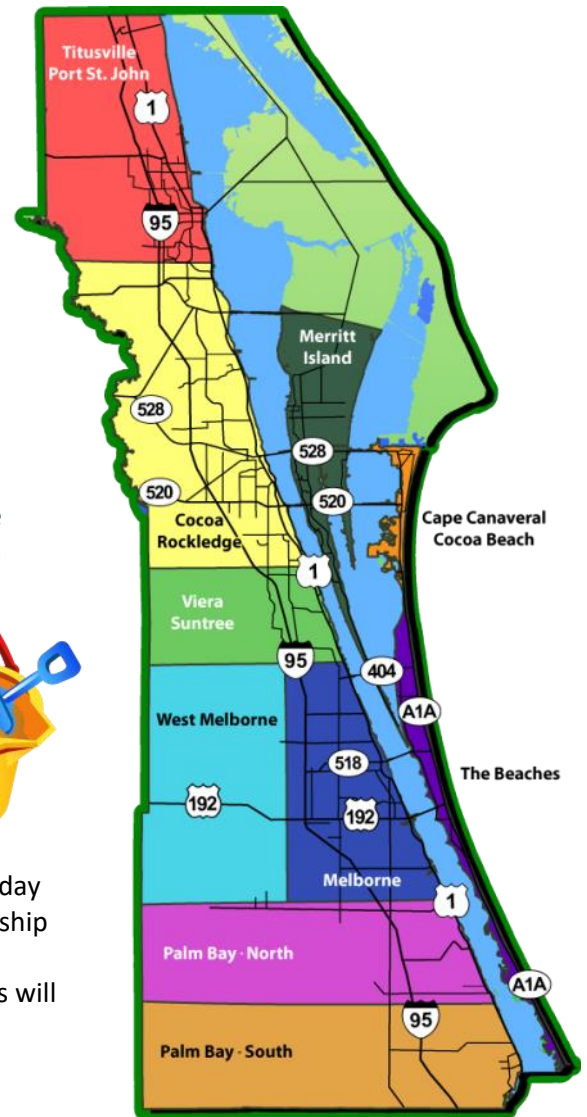 Titusville
Port St. John
1
95
Merritt
Island
528
528
520
520
Cocoa
Rockledge
Cape Canaveral
Cocoa Beach
1
Viera
Suntree
95
404
West Melborne
A1A
518
The Beaches
192
192
day
Melborne
ship
1
Palm Bay · North
A1A
s will
95
Palm Bay · South